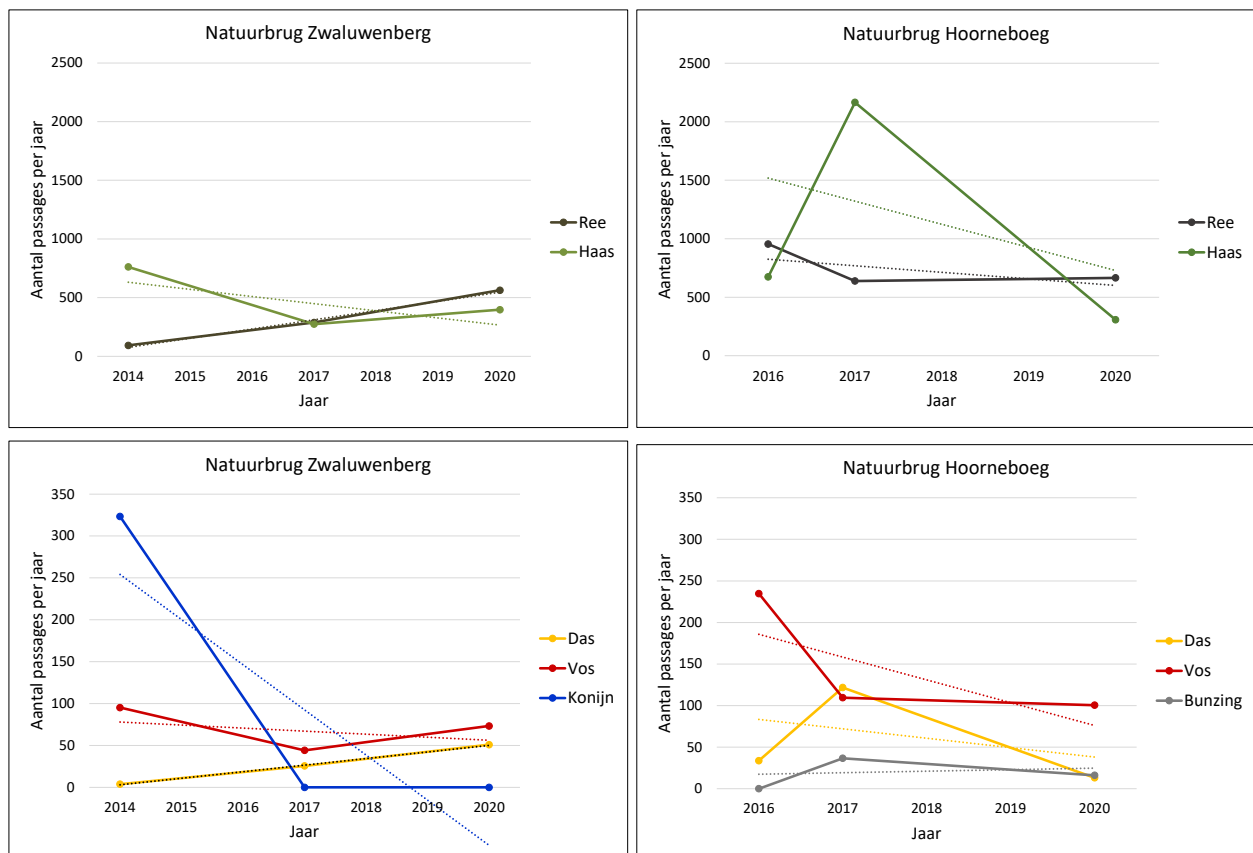 Natuurbrug Zwaluwenberg
Aantal passages per jaar
2500
2000
1500
1000
500
0
2014 2015 2016 2017 2018 2019 2020
Jaar
Ree
Haas
Natuurbrug Hoorneboeg
Aantal passages per jaar
2500
2000
1500
1000
500
0
2016 2017 2018 2019 2020
Jaar
Ree
Haas
Natuurbrug Zwaluwenberg
Aantal passages per jaar
350
300
250
200
150
100
50
0
2014 2015 2016 2017 2018 2019 2020
Jaar
Das
Vos
Konijn
Natuurbrug Hoorneboeg
Aantal passages per jaar
350
300
250
200
150
100
50
0
2016 2017 2018 2019 2020
Jaar
Das
Vos
Bunzing